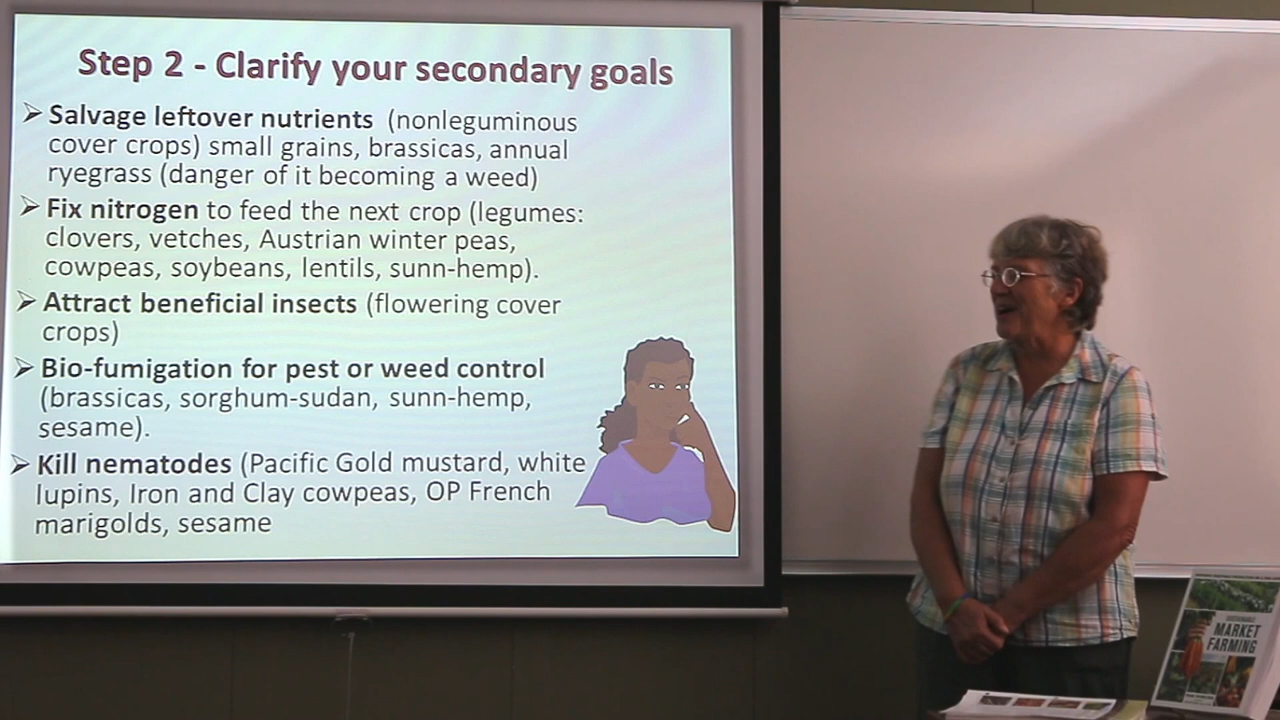 Step 2 - Clarify your secondary goals
➢ Salvage leftover nutrients (nonleguminous
cover crops) small grains, brassicas, annual
ryegrass (danger of it becoming a weed)
➢ Fix nitrogen to feed the next crop (legumes:
clovers, vetches, Austrian winter peas,
cowpeas, soybeans, lentils, sunn-hemp).
➢ Attract beneficial insects (flowering cover
crops)
➢ Bio-fumigation for pest or weed control
(brassicas, sorghum-sudan, sunn-hemp,
sesame).
➢ Kill nematodes (Pacific Gold mustard, white
lupins, Iron and Clay cowpeas, OP French
marigolds, sesame
SUSTAINABLE
MARKET
FARMING